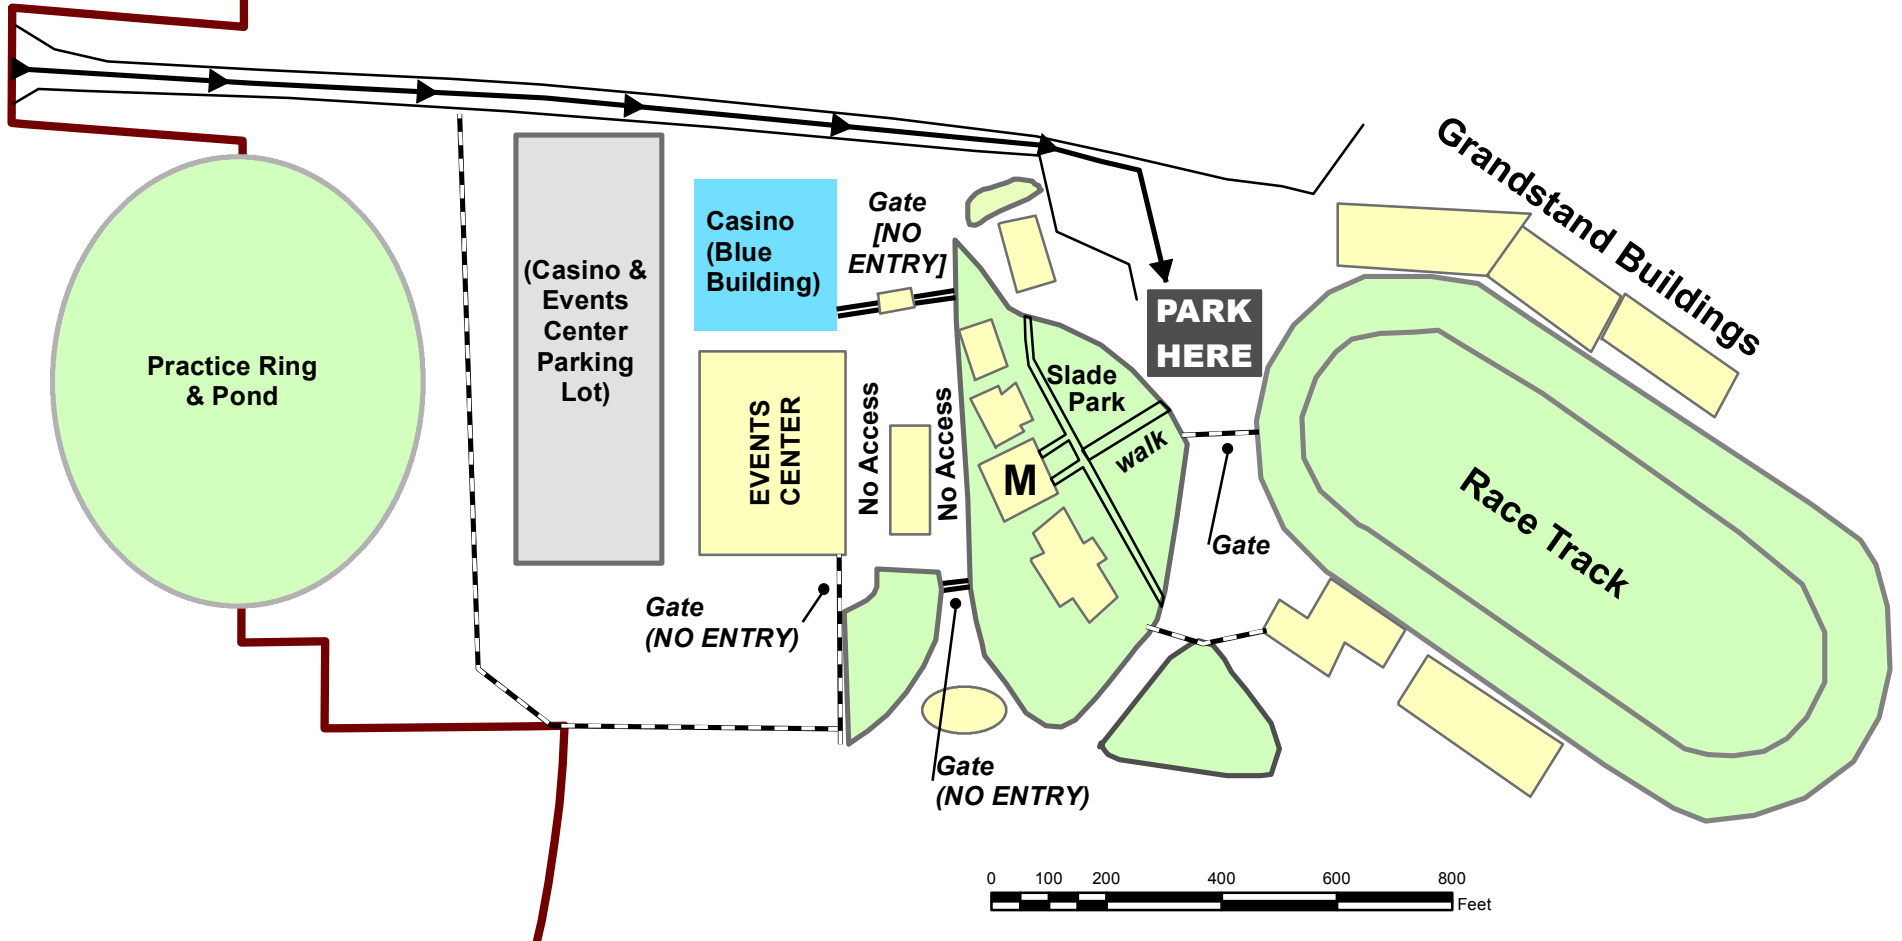 Grandstand Buildings
Casino
(Blue
Building)
Gate
[NO
ENTRY]
(Casino &
Events
Center
Parking
Lot)
PARK
HERE
Practice Ring
& Pond
EVENTS
CENTER
No Access
No Access
Slade
Park
walk
M
Gate
Race Track
Gate
(NO ENTRY)
Gate
(NO ENTRY)
0 100 200 400 600 800
Feet